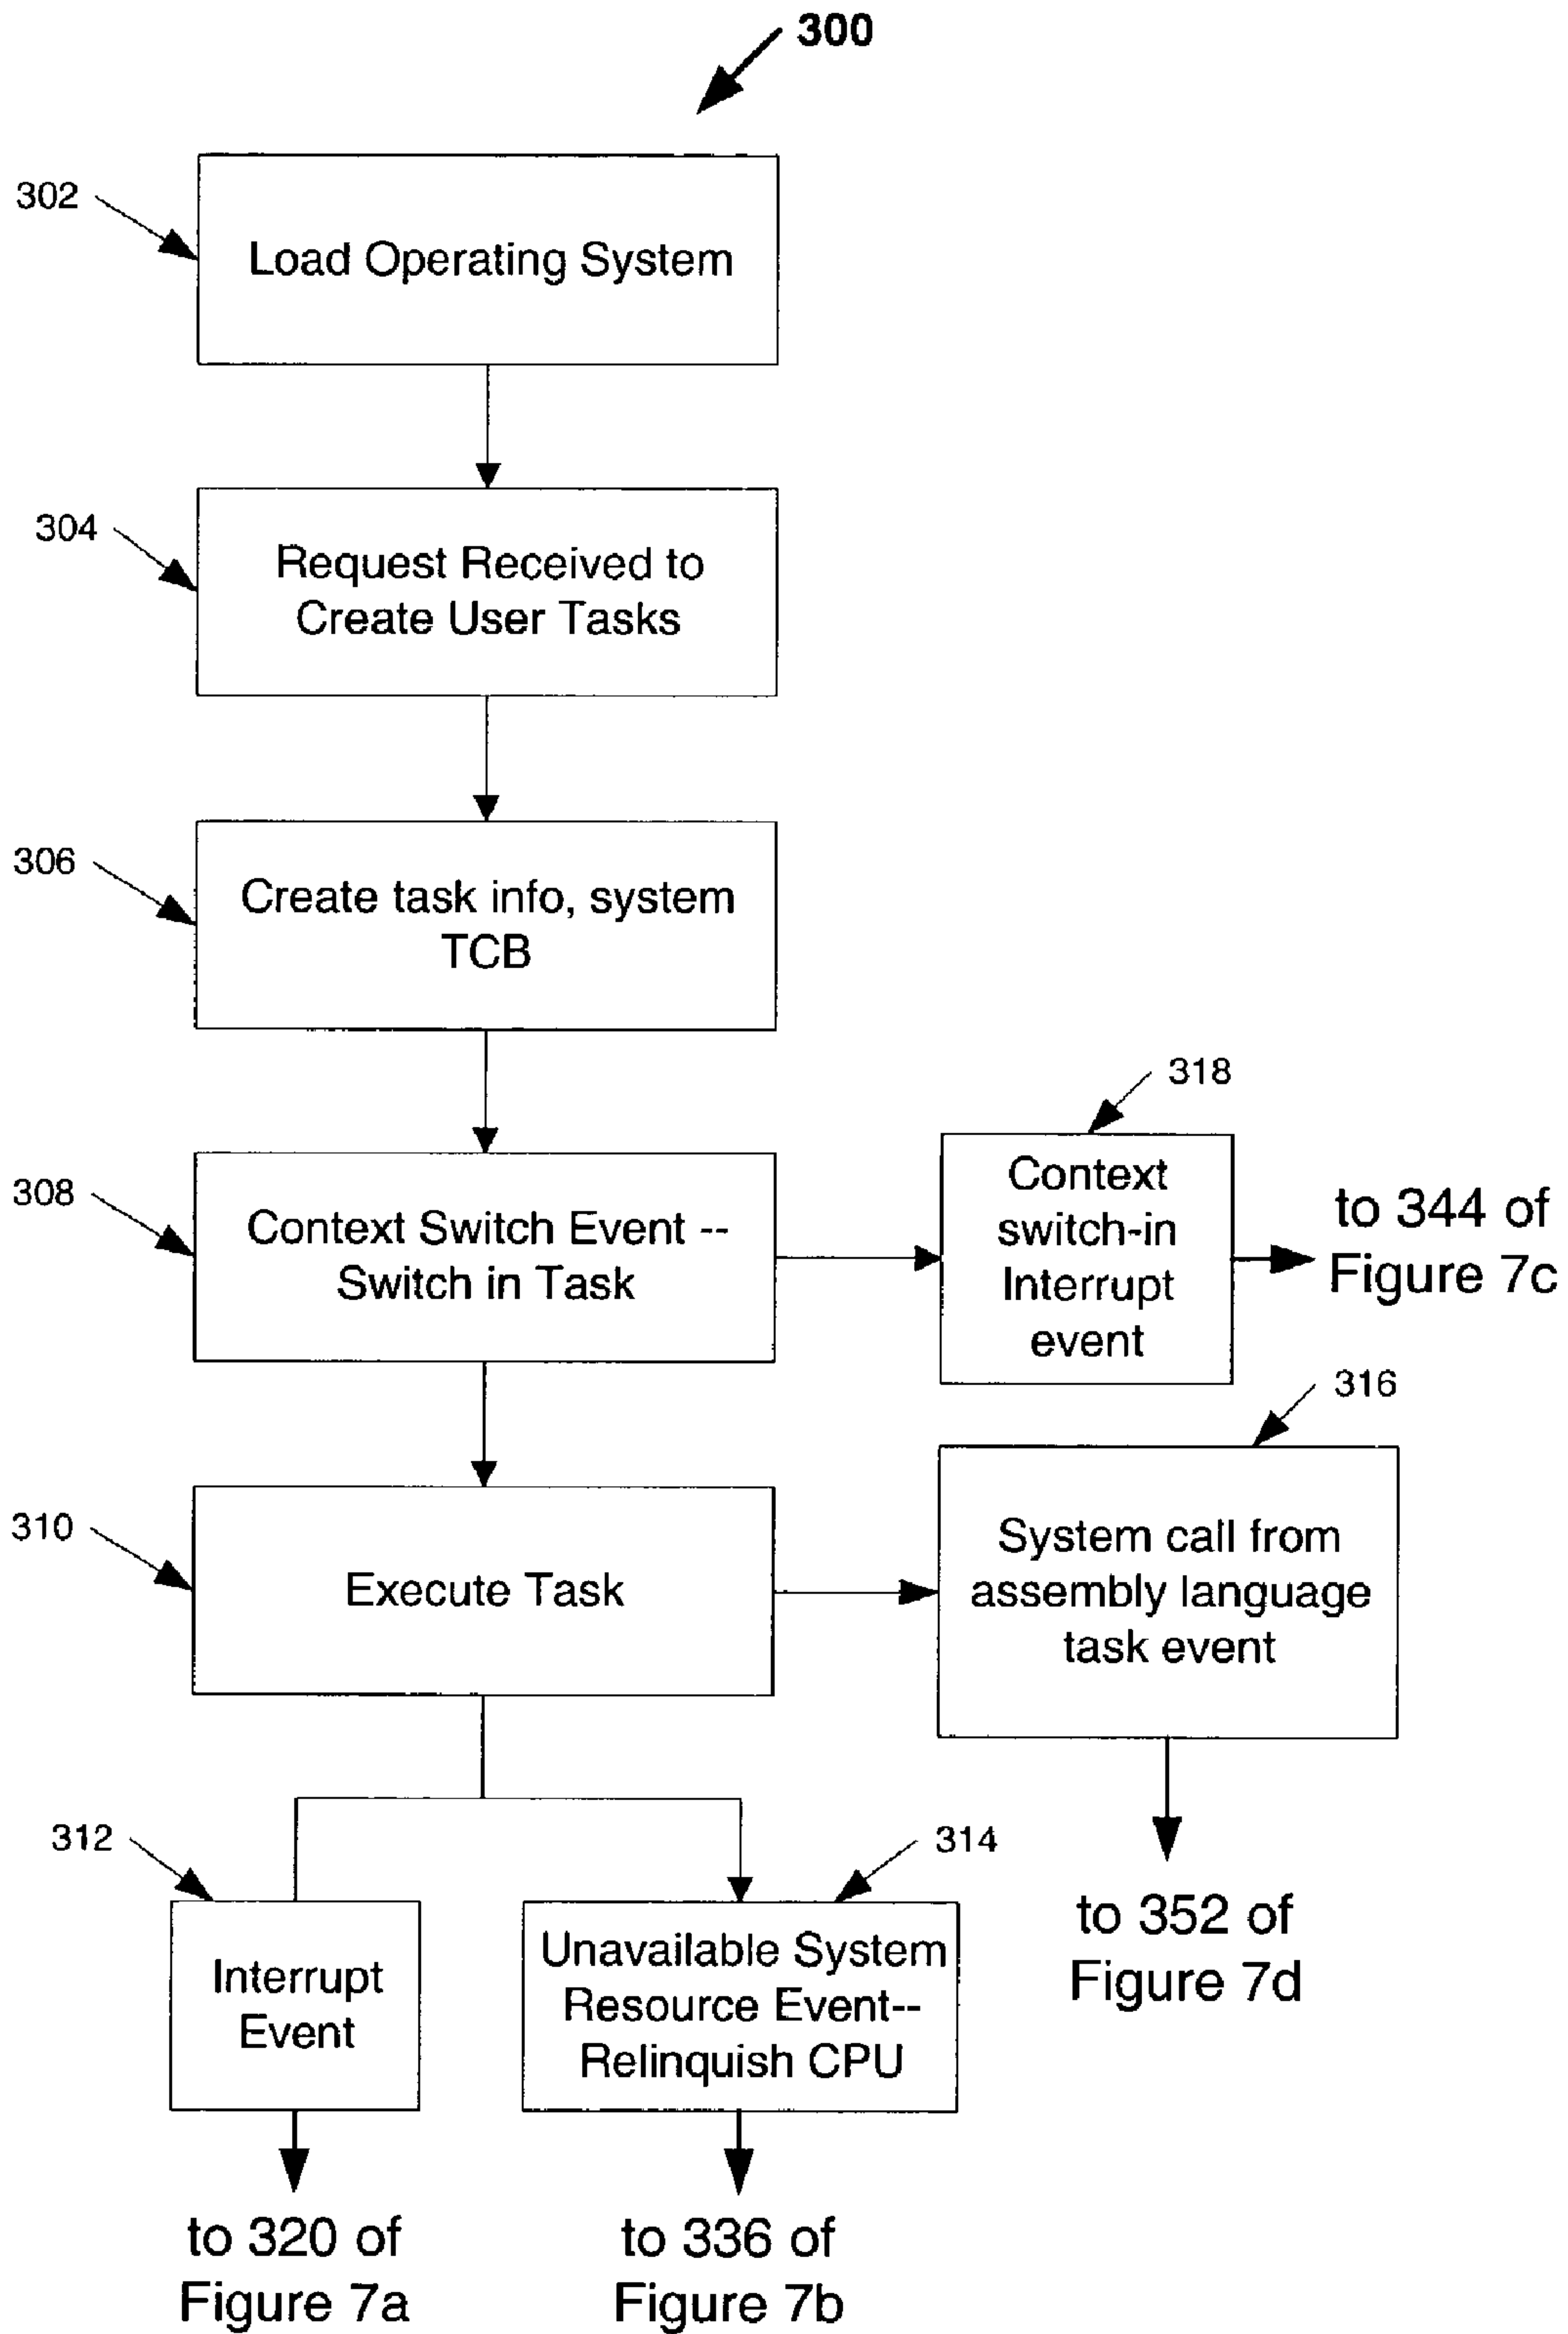 300
302
Load Operating System
304
Request Received to
Create User Tasks
306
Create task info, system
TCB
318
308
Context Switch Event --
Switch in Task
Context
switch-in
Interrupt
event
to 344 of
Figure 7c
316
310
Execute Task
System call from
assembly language
task event
312
314
Interrupt
Event
Unavailable System
Resource Event--
Relinquish CPU
to 352 of
Figure 7d
to 320 of
Figure 7a
to 336 of
Figure 7b